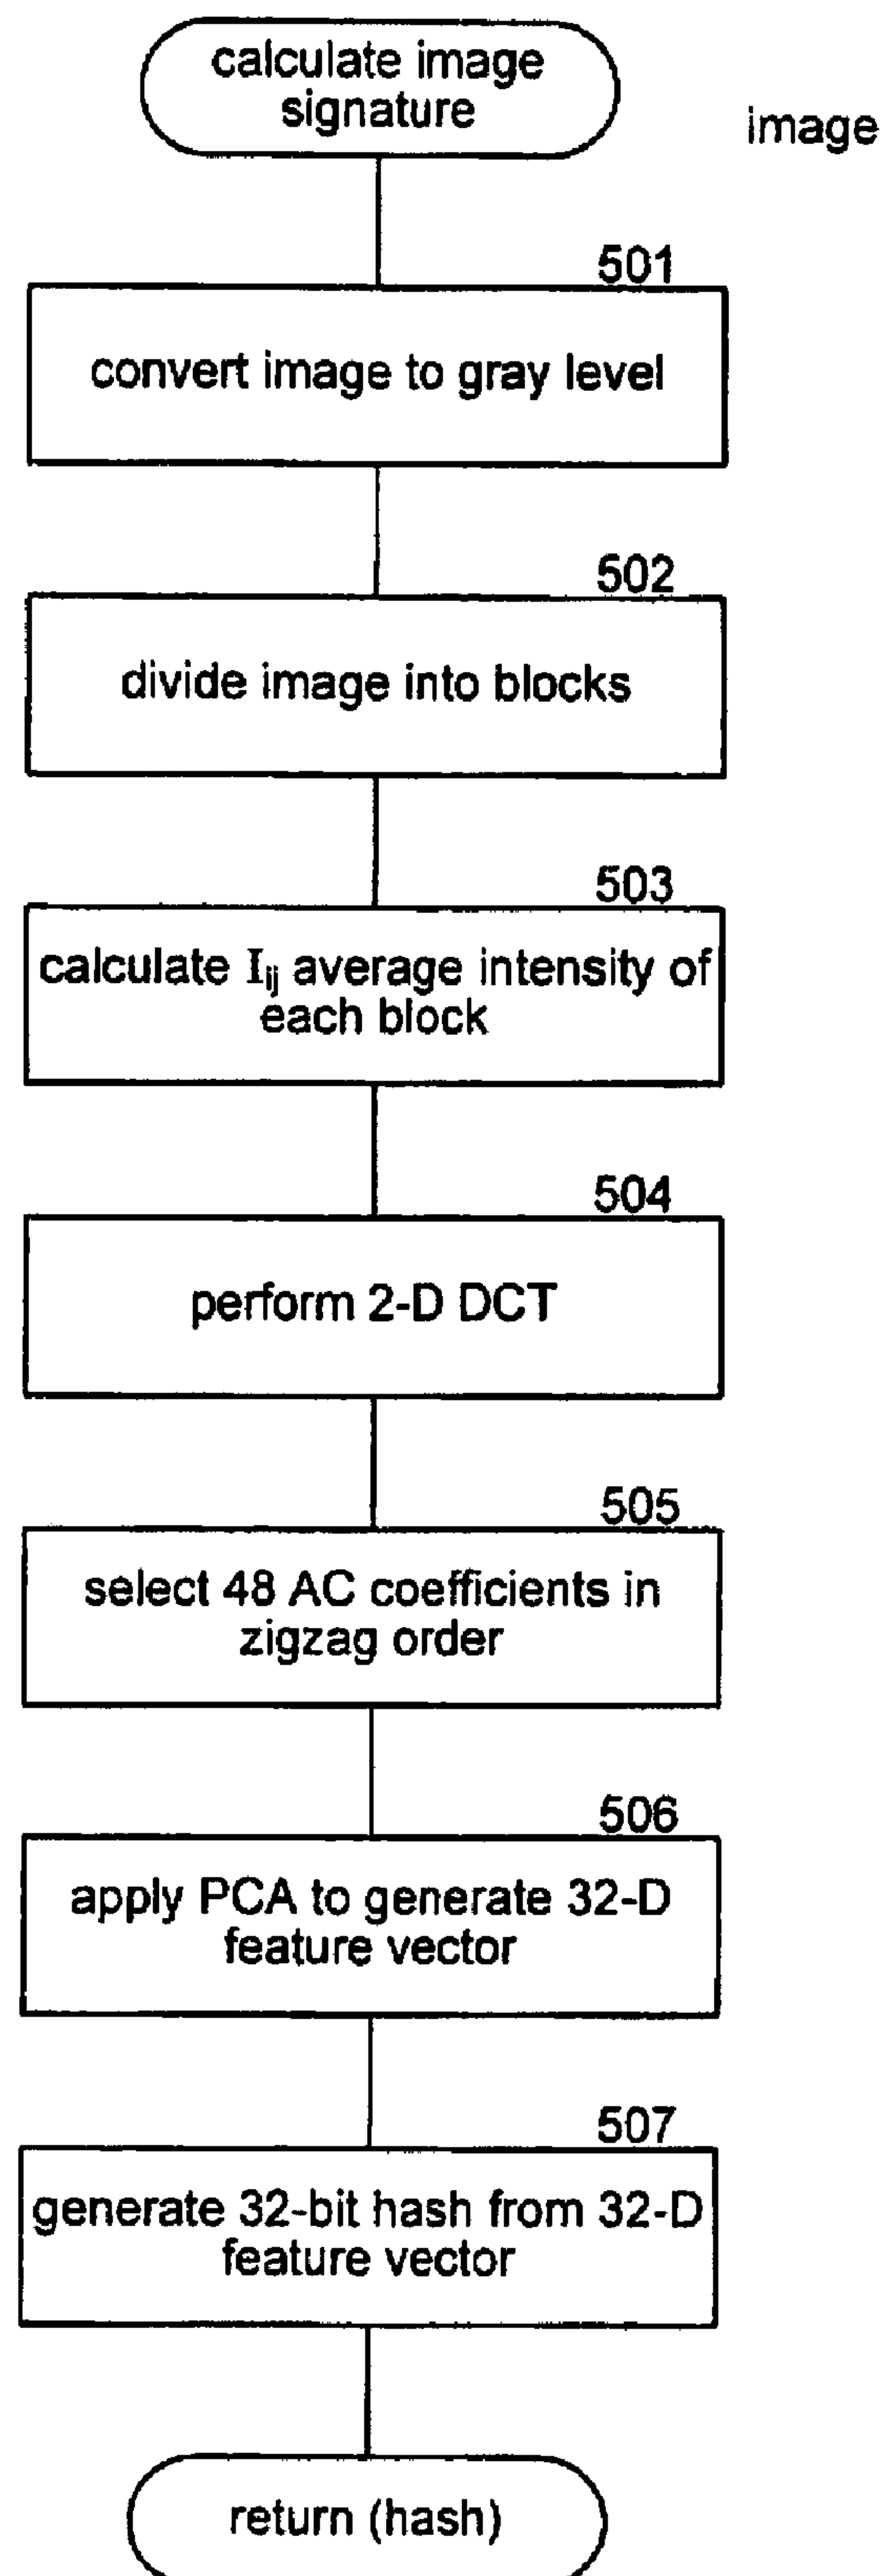 calculate image
signature
image
501
convert image to gray level
502
divide image into blocks
503
calculate Iij average intensity of
each block
504
perform 2-D DCT
505
select 48 AC coefficients in
zigzag order
506
apply PCA to generate 32-D
feature vector
507
generate 32-bit hash from 32-D
feature vector
return (hash)